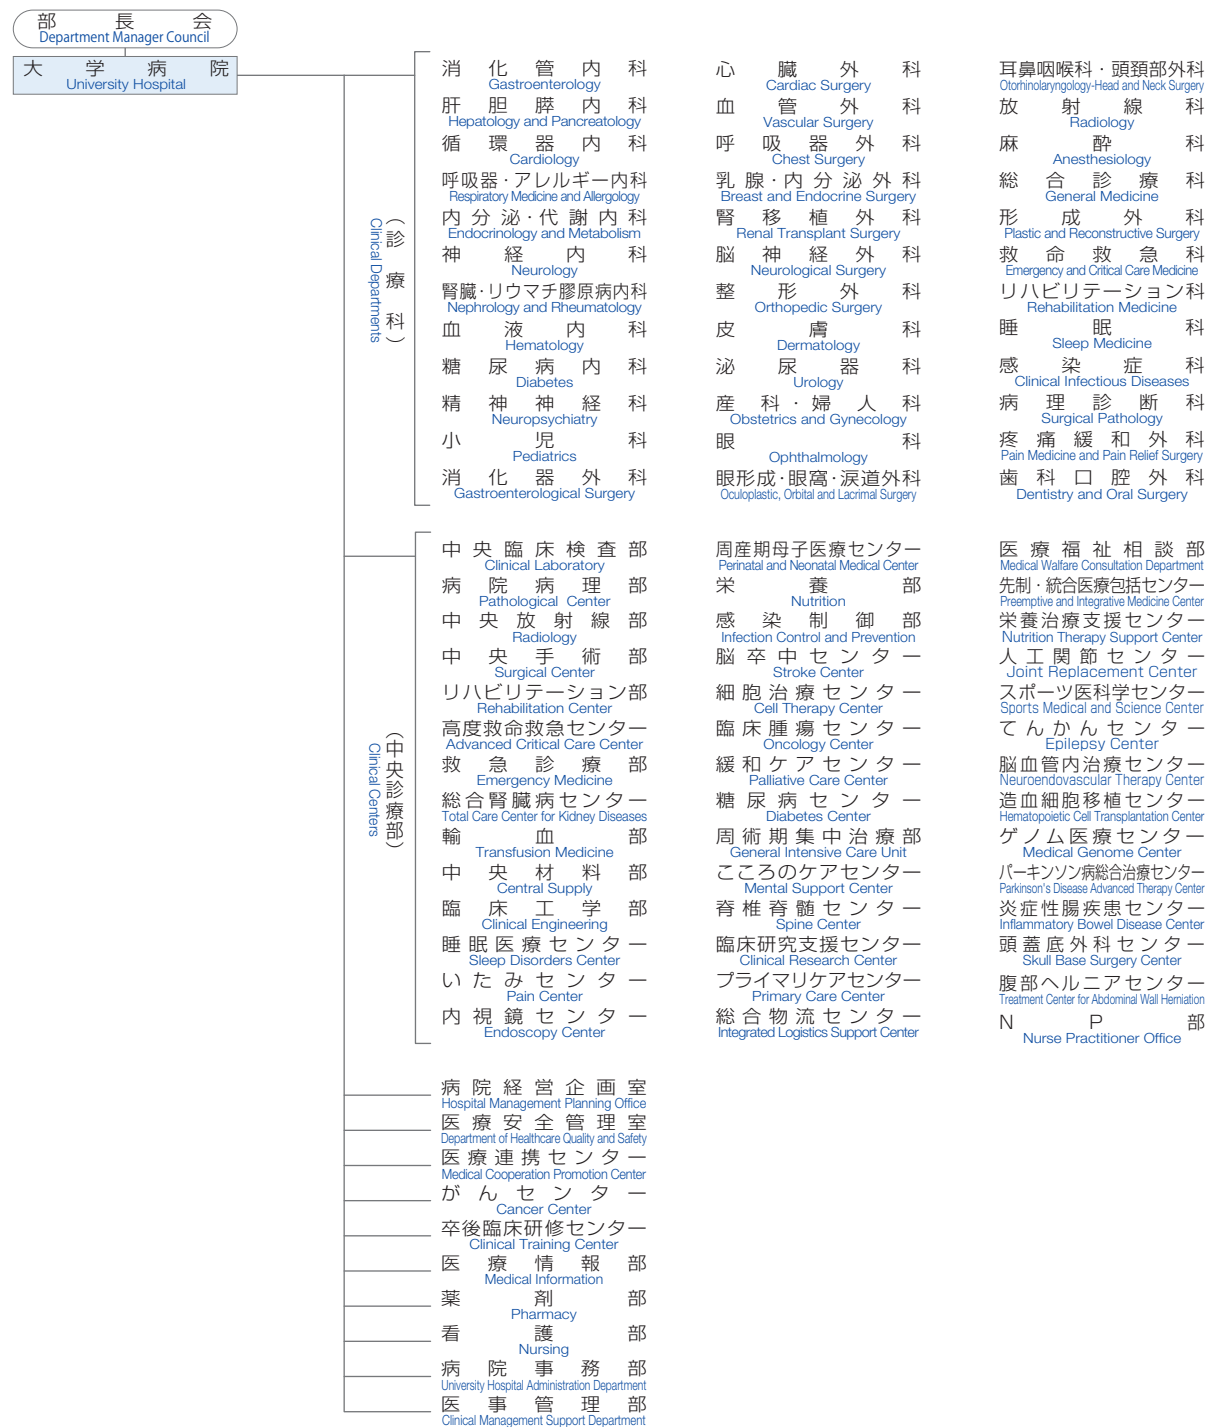 部長会
Department Manager Council
大学病院
University Hospital
（診療科）
Clinical Departments
消化管内科
Gastroenterology
肝胆膵内科
Hepatology and Pancreatology
循環器内科
Cardiology
呼吸器・アレルギー内科
Respiratory Medicine and Allergology
内分泌・代謝内科
Endocrinology and Metabolism
神経内科
Neurology
腎臓・リウマチ膠原病内科
Nephrology and Rheumatology
血液内科
Hematology
糖尿病内科
Diabetes
精神神経科
Neuropsychiatry
小児科
Pediatrics
消化器外科
Gastroenterological Surgery
心臓外科
Cardiac Surgery
血管外科
Vascular Surgery
呼吸器外科
Chest Surgery
乳腺・内分泌外科
Breast and Endocrine Surgery
腎移植外科
Renal Transplant Surgery
脳神経外科
Neurological Surgery
整形外科
Orthopedic Surgery
皮膚科
Dermatology
泌尿器科
Urology
産科・婦人科
Obstetrics and Gynecology
眼科
Ophthalmology
眼形成・眼窩・涙道外科
Oculoplastic, Orbital and Lacrimal Surgery
耳鼻咽喉科・頭頚部外科
Otorhinolaryngology-Head and Neck Surgery
放射線科
Radiology
麻酔科
Anesthesiology
総合診療科
General Medicine
形成外科
Plastic and Reconstructive Surgery
救命救急科
Emergency and Critical Care Medicine
リハビリテーション科
Rehabilitation Medicine
睡眠科
Sleep Medicine
感染症科
Clinical Infectious Diseases
病理診断科
Surgical Pathology
疼痛緩和外科
Pain Medicine and Pain Relief Surgery
歯科口腔外科
Dentistry and Oral Surgery
（中央診療部）
Clinical Centers
中央臨床検査部
Clinical Laboratory
病院病理部
Pathological Center
中央放射線部
Radiology
中央手術部
Surgical Center
リハビリテーション部
Rehabilitation Center
高度救命救急センター
Advanced Critical Care Center
救急診療部
Emergency Medicine
総合腎臓病センター
Total Care Center for Kidney Diseases
輸血部
Transfusion Medicine
中央材料部
Central Supply
臨床工学部
Clinical Engineering
睡眠医療センター
Sleep Disorders Center
いたみセンター
Pain Center
内視鏡センター
Endoscopy Center
周産期母子医療センター
Perinatal and Neonatal Medical Center
栄養部
Nutrition
感染制御部
Infection Control and Prevention
脳卒中センター
Stroke Center
細胞治療センター
Cell Therapy Center
臨床腫瘍センター
Oncology Center
緩和ケアセンター
Palliative Care Center
糖尿病センター
Diabetes Center
周術期集中治療部
General Intensive Care Unit
こころのケアセンター
Mental Support Center
脊椎脊髄センター
Spine Center
臨床研究支援センター
Clinical Research Center
プライマリケアセンター
Primary Care Center
総合物流センター
Integrated Logistics Support Center
医療福祉相談部
Medical Walfare Consultation Department
先制・統合医療包括センター
Preemptive and Integrative Medicine Center
栄養治療支援センター
Nutrition Therapy Support Center
人工関節センター
Joint Replacement Center
スポーツ医科学センター
Sports Medical and Science Center
てんかんセンター
Epilepsy Center
脳血管内治療センター
Neuroendovascular Therapy Center
造血細胞移植センター
Hematopoietic Cell Transplantation Center
ゲノム医療センター
Medical Genome Center
パーキンソン病総合治療センター
Parkinson's Disease Advanced Therapy Center
炎症性腸疾患センター
Inflammatory Bowel Disease Center
頭蓋底外科センター
Skull Base Surgery Center
腹部ヘルニアセンター
Treatment Center for Abdominal Wall Herniation
NP部
Nurse Practitioner Office
病院経営企画室
Hospital Management Planning Office
医療安全管理室
Department of Healthcare Quality and Safety
医療連携センター
Medical Cooperation Promotion Center
がんセンター
Cancer Center
卒後臨床研修センター
Clinical Training Center
医療情報部
Medical Information
薬剤部
Pharmacy
看護部
Nursing
病院事務部
University Hospital Administration Department
医事管理部
Clinical Management Support Department